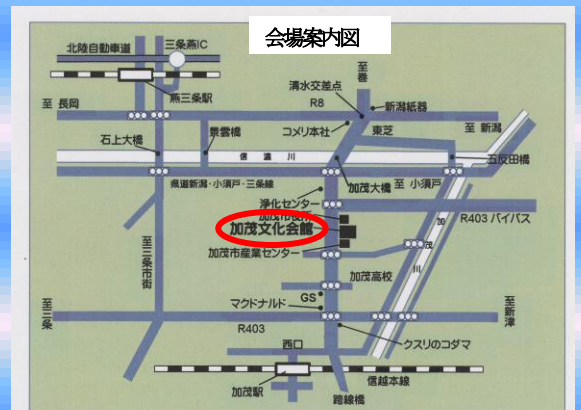 会場案内図
三条燕IC
北陸自動車道
燕三条駅
至巻
清水交差点
新潟紙器
至 長岡
R8
景雲橋
コメリ本社
東芝
至 新潟
石上大橋
信濃川
五反田橋
県道新潟・小須戸・三条線
加茂大橋
至 小須戸
浄化センター
加茂市役所
R403 バイパス
加茂文化会館
加茂川
至三条市街
加茂市産業センター
加茂高校
GS
マクドナルド
至三条
至新津
R403
クスリのコダマ
西口
信越本線
加茂駅
跨線橋